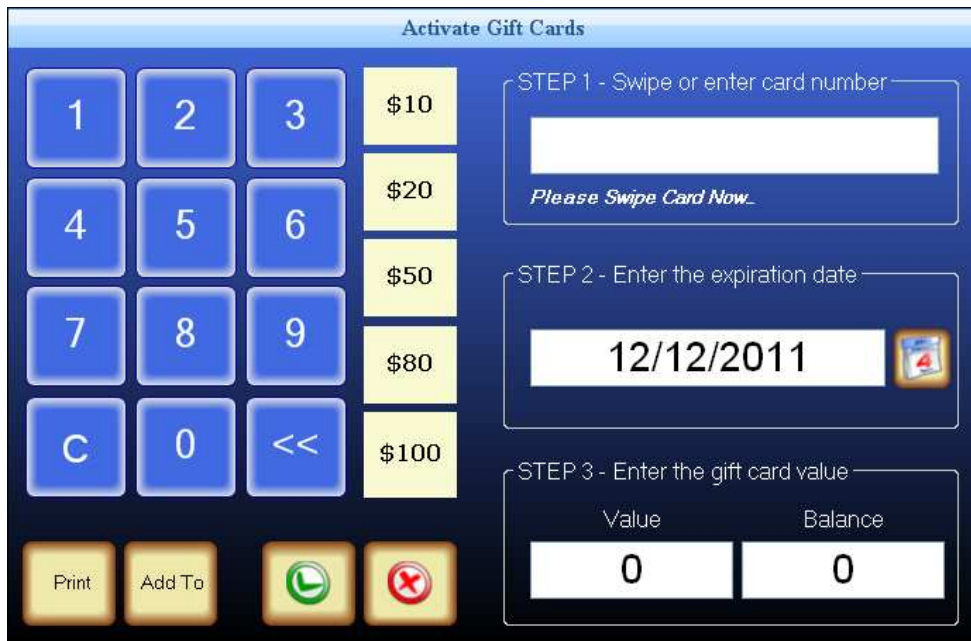 Activate Gift Cards
1 2 3
4 5 6
7 8 9
C 0 <<
$10
$20
$50
$80
$100
Print
Add To
STEP 1 - Swipe or enter card number
Please Swipe Card Now...
STEP 2 - Enter the expiration date
12/12/2011
4
STEP 3 - Enter the gift card value
Value Balance
0 0